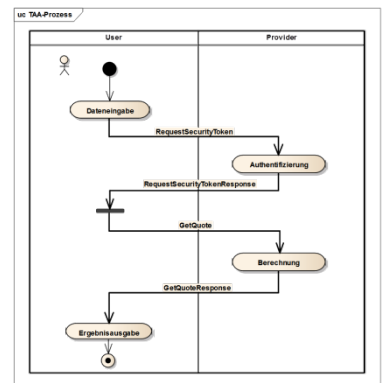 uc TAA-Prozess
User
Provider
Dateneingabe
RequestSecurityToken
Authentifizierung
RequestSecurityTokenResponse
GetQuote
Berechnung
GetQuoteResponse
Ergebnisausgabe